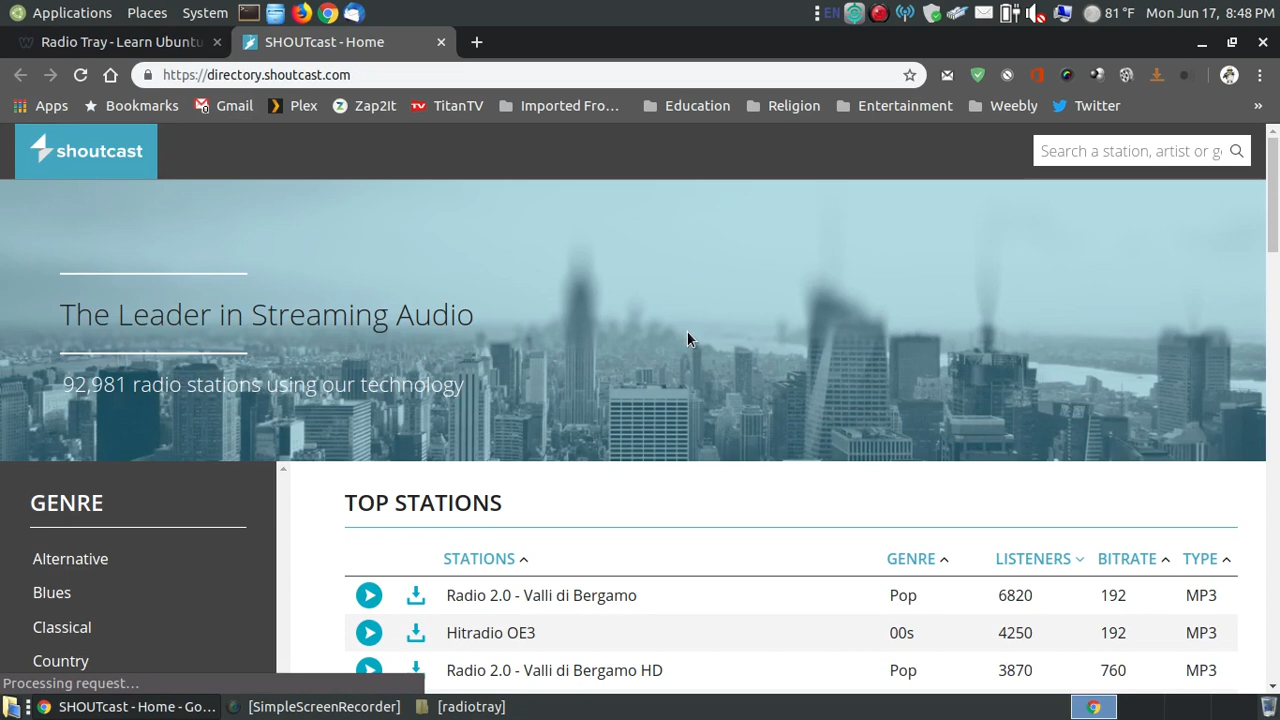 Applications Places System EN 81 °F Mon Jun 17, 8:48 PM
Radio Tray - Learn Ubuntu SHOUTcast - Home
https://directory.shoutcast.com
Apps Bookmarks Gmail Plex Zap2It TitanTV Imported Fro... Education Religion Entertainment Weebly Twitter »
shoutcast Search a station, artist or ge
The Leader in Streaming Audio
92,981 radio stations using our technology
GENRE
Alternative
Blues
Classical
Country
TOP STATIONS
STATIONS GENRE LISTENERS BITRATE TYPE
Radio 2.0 - Valli di Bergamo Pop 6820 192 MP3
Hitradio OE3 00s 4250 192 MP3
Radio 2.0 - Valli di Bergamo HD Pop 3870 760 MP3
Processing request...
SHOUTcast - Home - Go... [SimpleScreenRecorder] [radiotray]